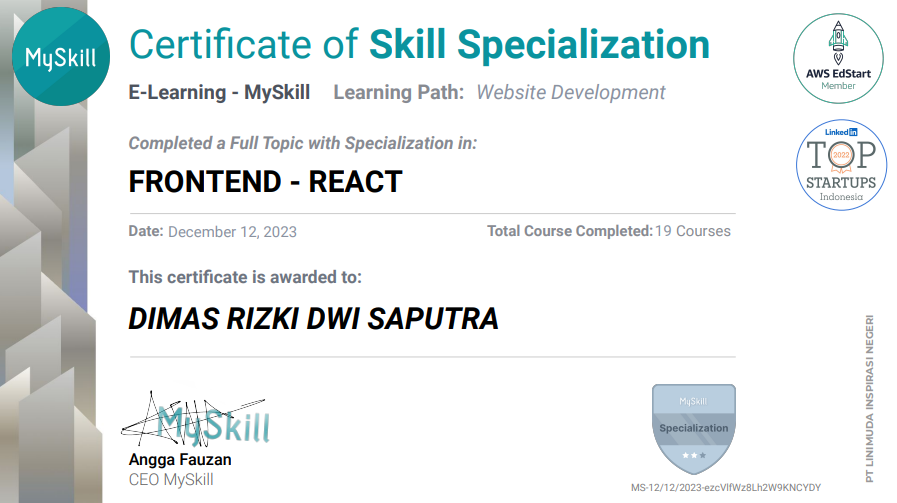 MySkill
Certificate of Skill Specialization
E-Learning - MySkill Learning Path: Website Development
Completed a Full Topic with Specialization in:
FRONTEND - REACT
Date: December 12, 2023 Total Course Completed: 19 Courses
This certificate is awarded to:
DIMAS RIZKI DWI SAPUTRA
MySkill
Angga Fauzan
CEO MySkill
MySkill
Specialization
MS-12/12/2023-ezcVlfWz8Lh2W9KNCYDY
AWS EdStart
Member
LinkedIn
TOP
2022
STARTUPS
Indonesia
PT LINIMUDA INSPIRASI NEGERI